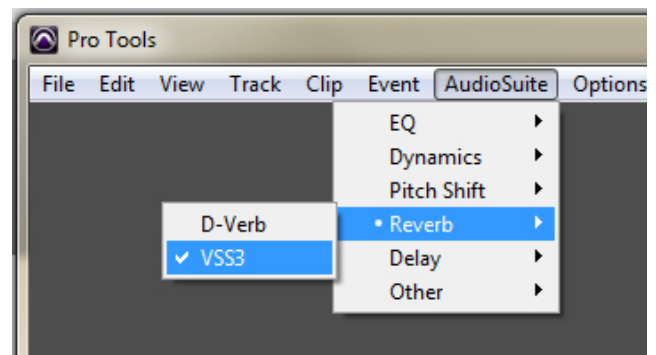 Pro Tools
File Edit View Track Clip Event AudioSuite Options
EQ
Dynamics
Pitch Shift
• Reverb
Delay
Other
D-Verb
✔ VSS3